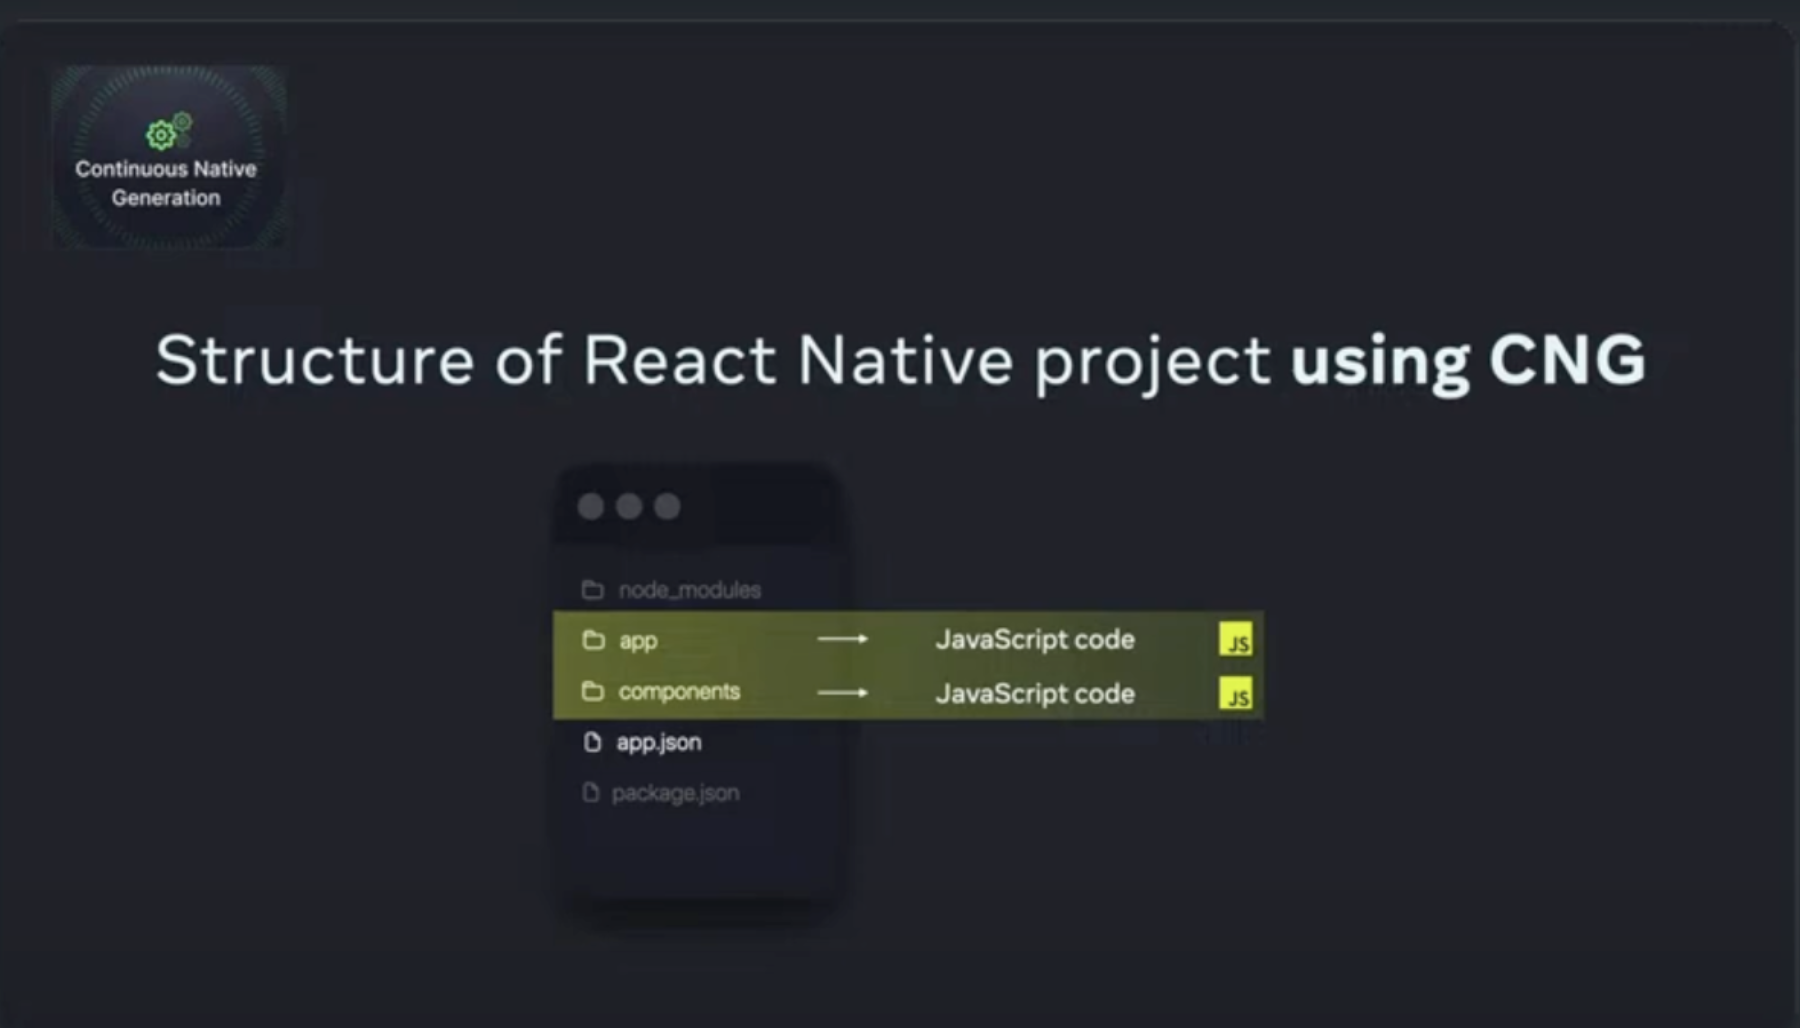 Continuous Native
Generation
Structure of React Native project using CNG
node_modules
app → JavaScript code JS
components → JavaScript code JS
app.json
package.json